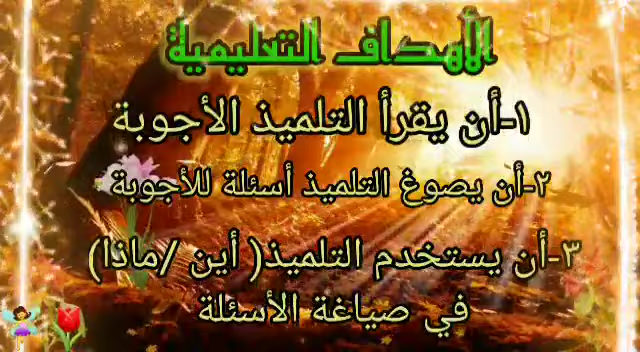 الأهداف التعليمية
١-أن يقرأ التلميذ الأجوبة
٢-أن يصوغ التلميذ أسئلة للأجوبة
٣-أن يستخدم التلميذ( أين /ماذا)
في صياغة الأسئلة